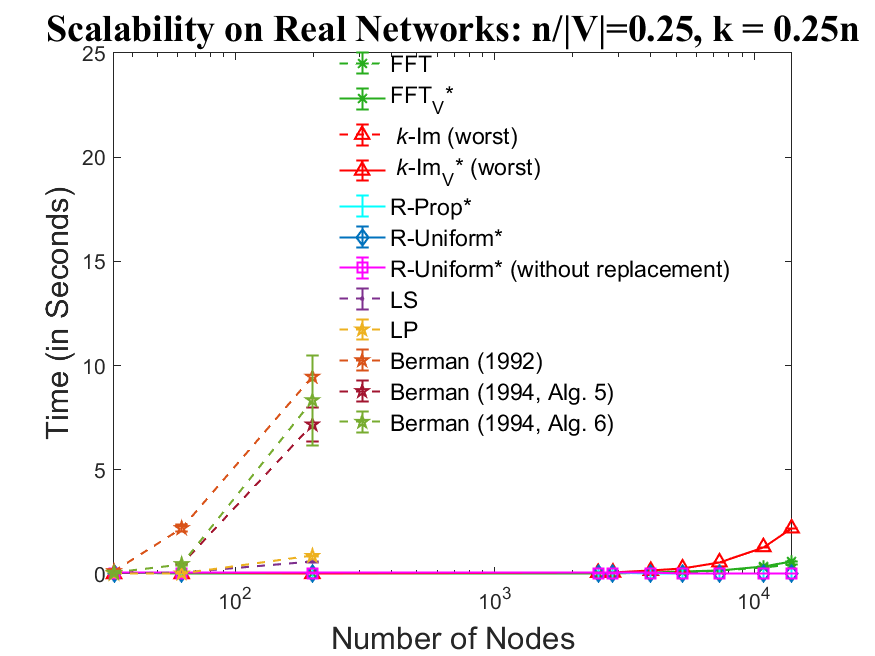 Scalability on Real Networks: n/|V|=0.25, k = 0.25n
25
20
15
10
5
0
Time (in Seconds)
FFT
FFT_V*
k-Im (worst)
k-Im_V* (worst)
R-Prop*
R-Uniform*
R-Uniform* (without replacement)
LS
LP
Berman (1992)
Berman (1994, Alg. 5)
Berman (1994, Alg. 6)
10^2
10^3
10^4
Number of Nodes